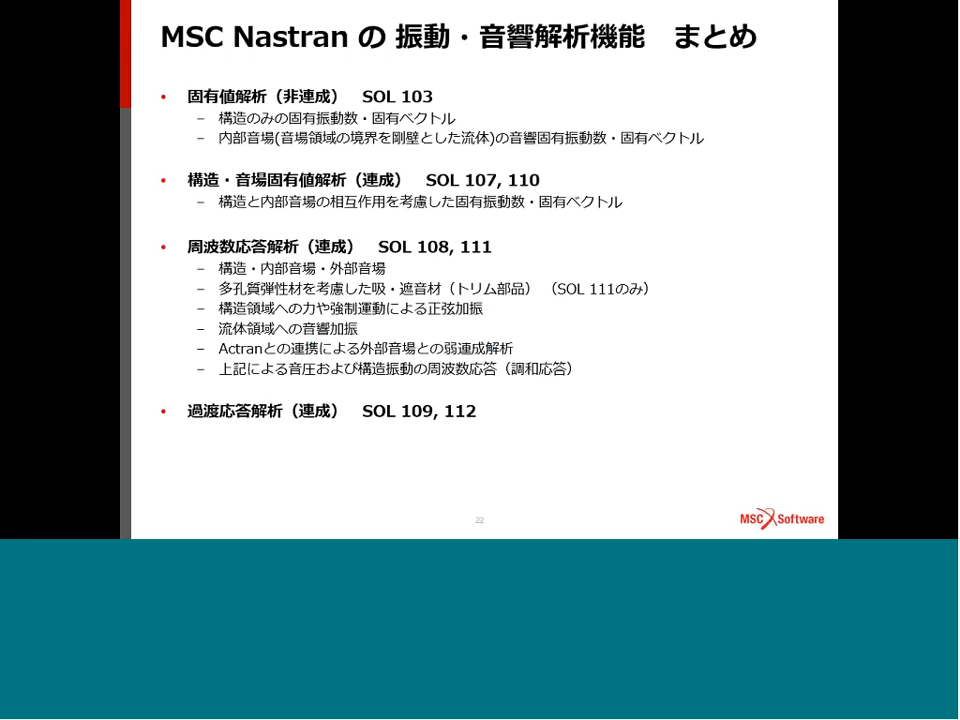 MSC Nastran の 振動・音響解析機能　まとめ
• 固有値解析（非連成）　SOL 103
– 構造のみの固有振動数・固有ベクトル
– 内部音場(音場領域の境界を剛壁とした流体)の音響固有振動数・固有ベクトル
• 構造・音場固有値解析（連成）　SOL 107, 110
– 構造と内部音場の相互作用を考慮した固有振動数・固有ベクトル
• 周波数応答解析（連成）　SOL 108, 111
– 構造・内部音場・外部音場
– 多孔質弾性材を考慮した吸・遮音材（トリム部品）（SOL 111のみ）
– 構造領域への力や強制運動による正弦加振
– 流体領域への音響加振
– Actranとの連携による外部音場との弱連成解析
– 上記による音圧および構造振動の周波数応答（調和応答）
• 過渡応答解析（連成）　SOL 109, 112
22
MSC Software